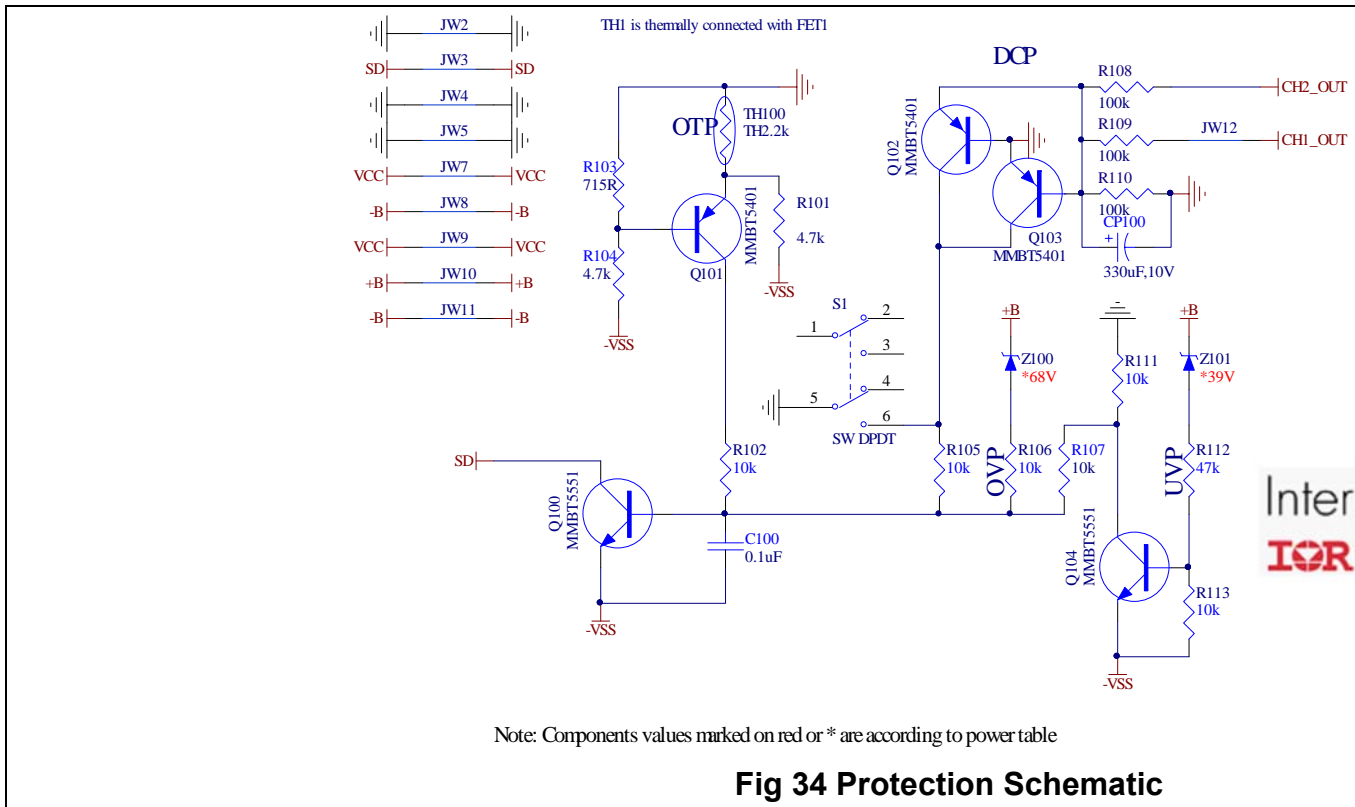 JW2
TH1 is thermally connected with FET1
SD JW3 SD
JW4
JW5
VCC JW7 VCC
-B JW8 -B
VCC JW9 VCC
+B JW10 +B
-B JW11 -B
OTP
TH100
TH2.2k
R103
715R
R104
4.7k
-VSS
Q101
MMBT5401
R101
4.7k
-VSS
DCP
Q102
MMBT5401
Q103
MMBT5401
R108
100k
CH2_OUT
R109
100k
JW12
CH1_OUT
R110
100k
CP100
+
330uF,10V
S1
1
2
3
4
5
6
SW DPDT
+B
Z100
*68V
R111
10k
+B
Z101
*39V
SD
R102
10k
R105
10k
OVP
R106
10k
R107
10k
UVP
R112
47k
Q100
MMBT5551
C100
0.1uF
-VSS
Q104
MMBT5551
R113
10k
-VSS
Inter
IOR
Note: Components values marked on red or * are according to power table
Fig 34 Protection Schematic